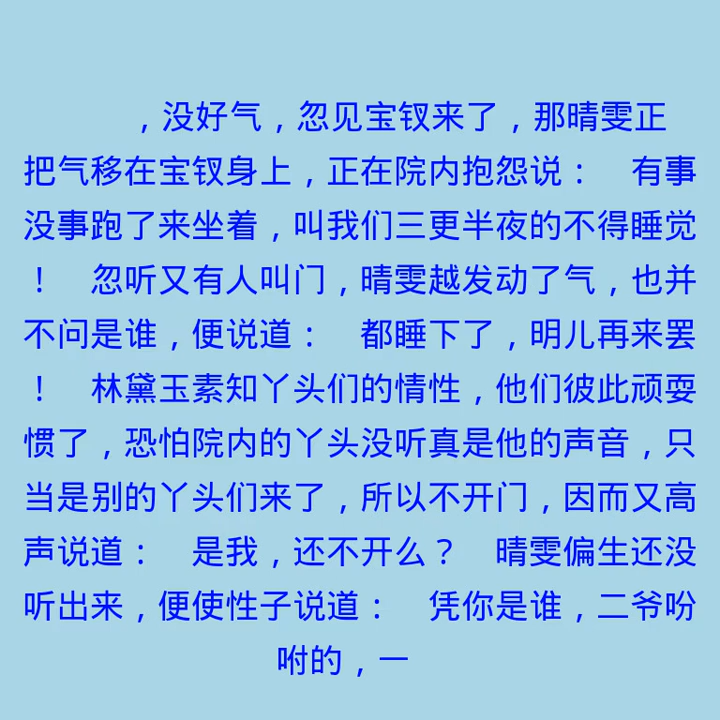 ，没好气，忽见宝钗来了，那晴雯正
把气移在宝钗身上，正在院内抱怨说：　有事
没事跑了来坐着，叫我们三更半夜的不得睡觉
！　忽听又有人叫门，晴雯越发动了气，也并
不问是谁，便说道：　都睡下了，明儿再来罢
！　林黛玉素知丫头们的情性，他们彼此顽耍
惯了，恐怕院内的丫头没听真是他的声音，只
当是别的丫头们来了，所以不开门，因而又高
声说道：　是我，还不开么？　晴雯偏生还没
听出来，便使性子说道：　凭你是谁，二爷吩
咐的，一